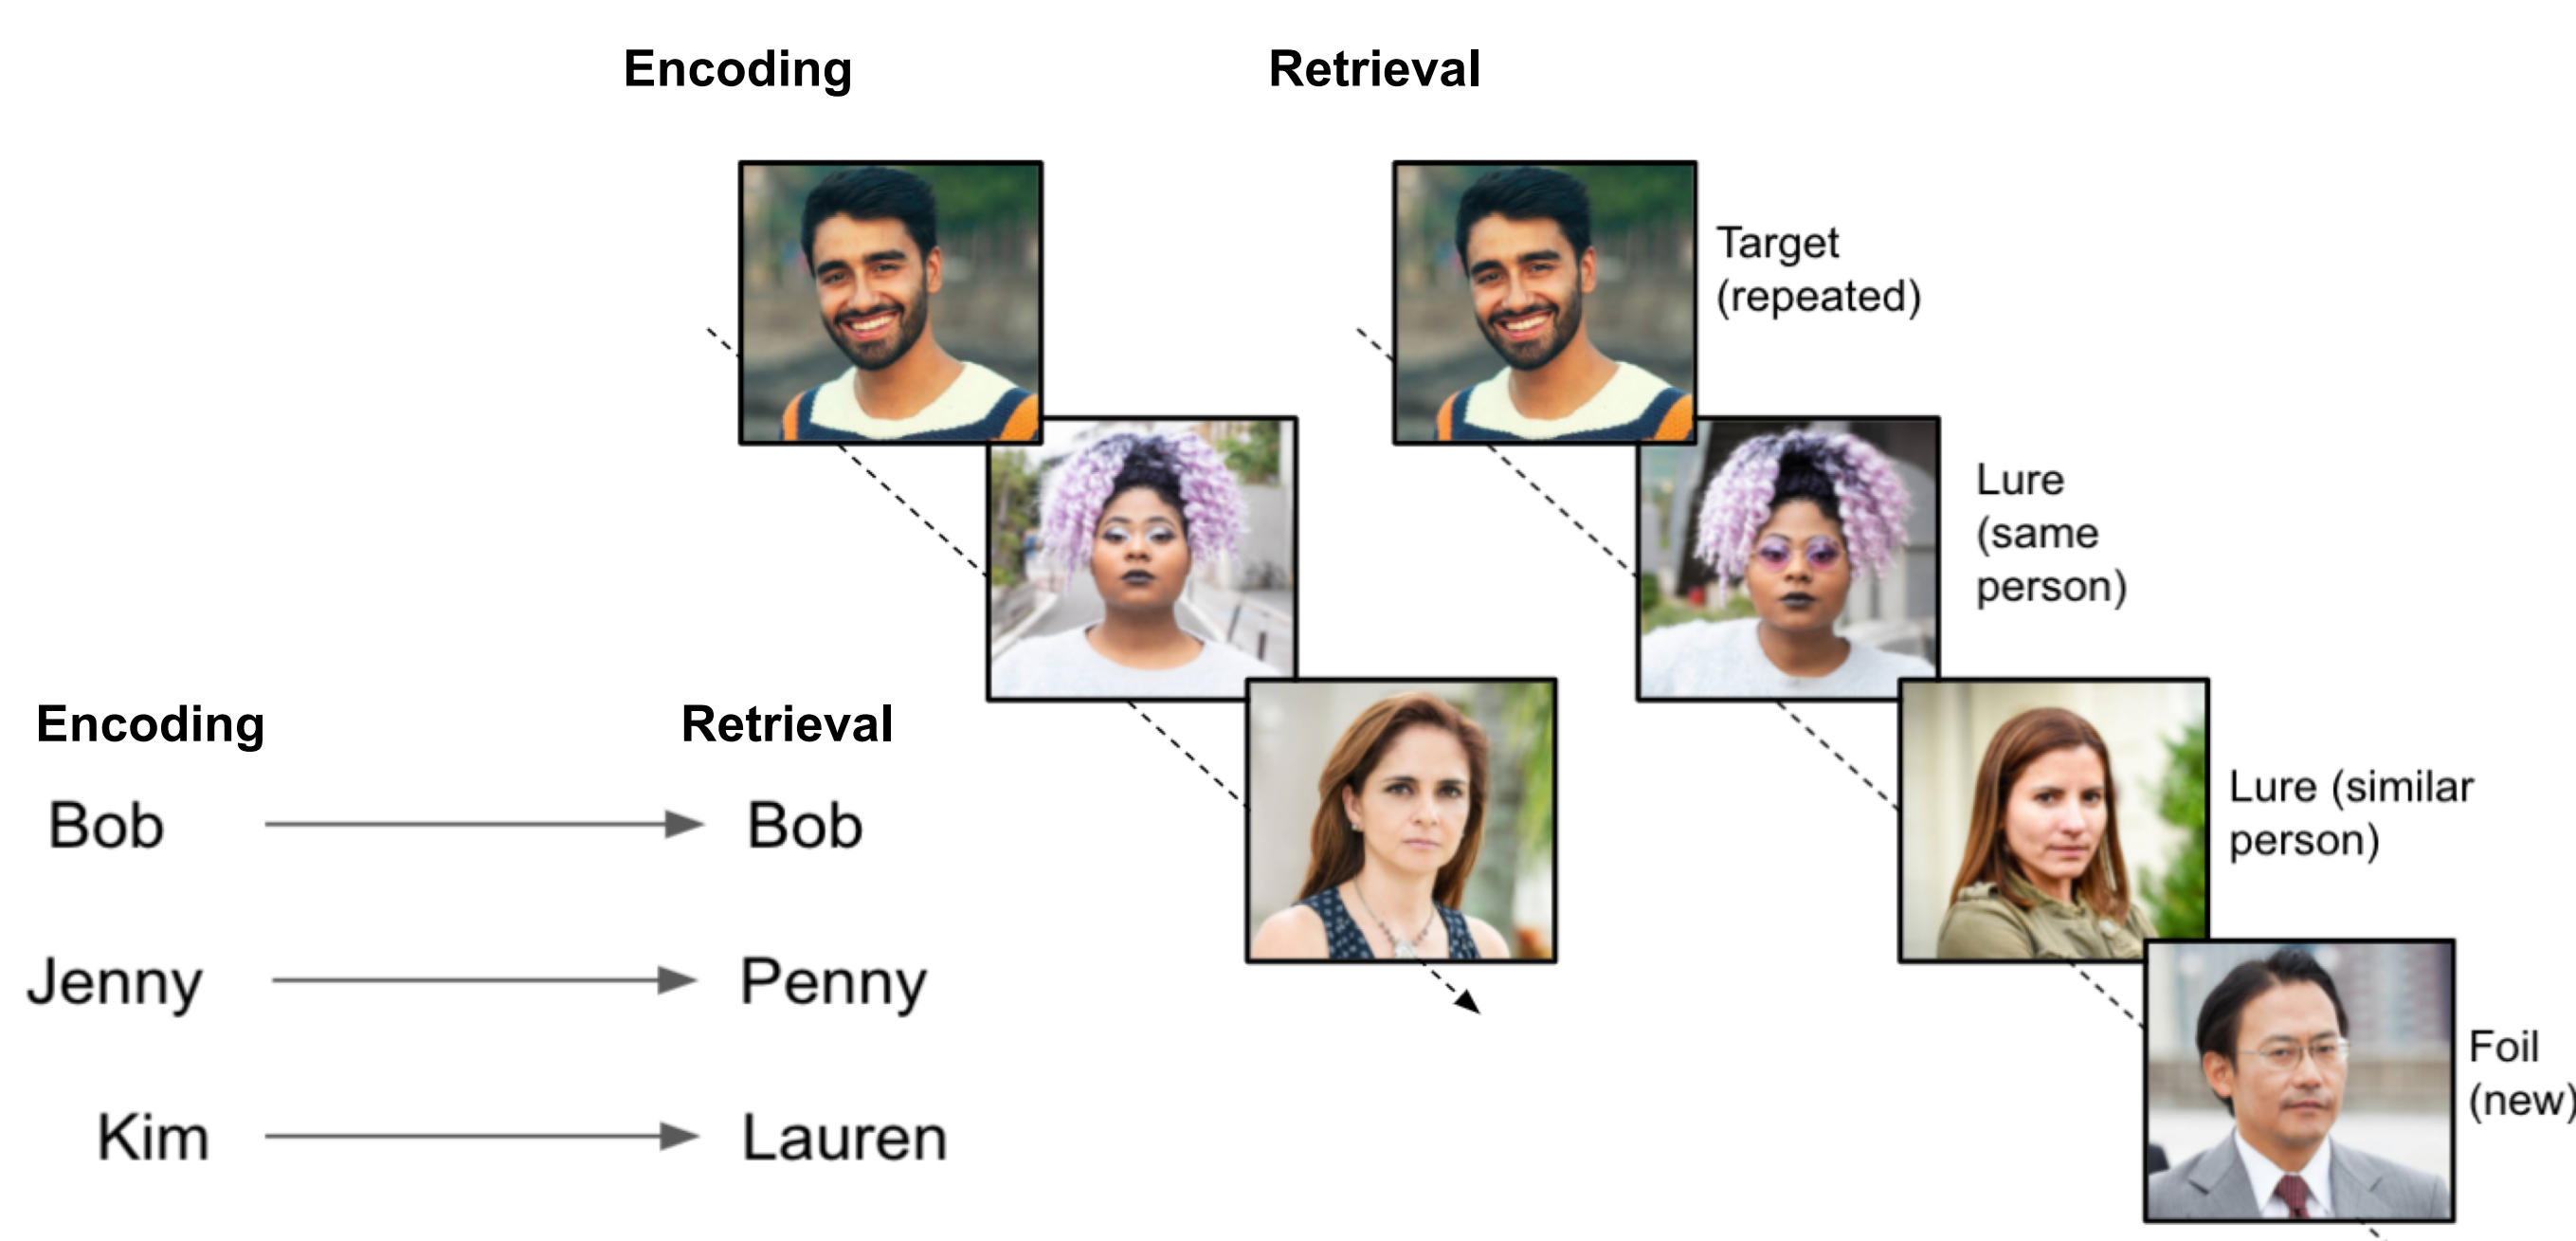 Encoding
Retrieval
Target
(repeated)
Lure
(same
person)
Lure (similar
person)
Foil
(new)
Encoding
Retrieval
Bob
Bob
Jenny
Penny
Kim
Lauren